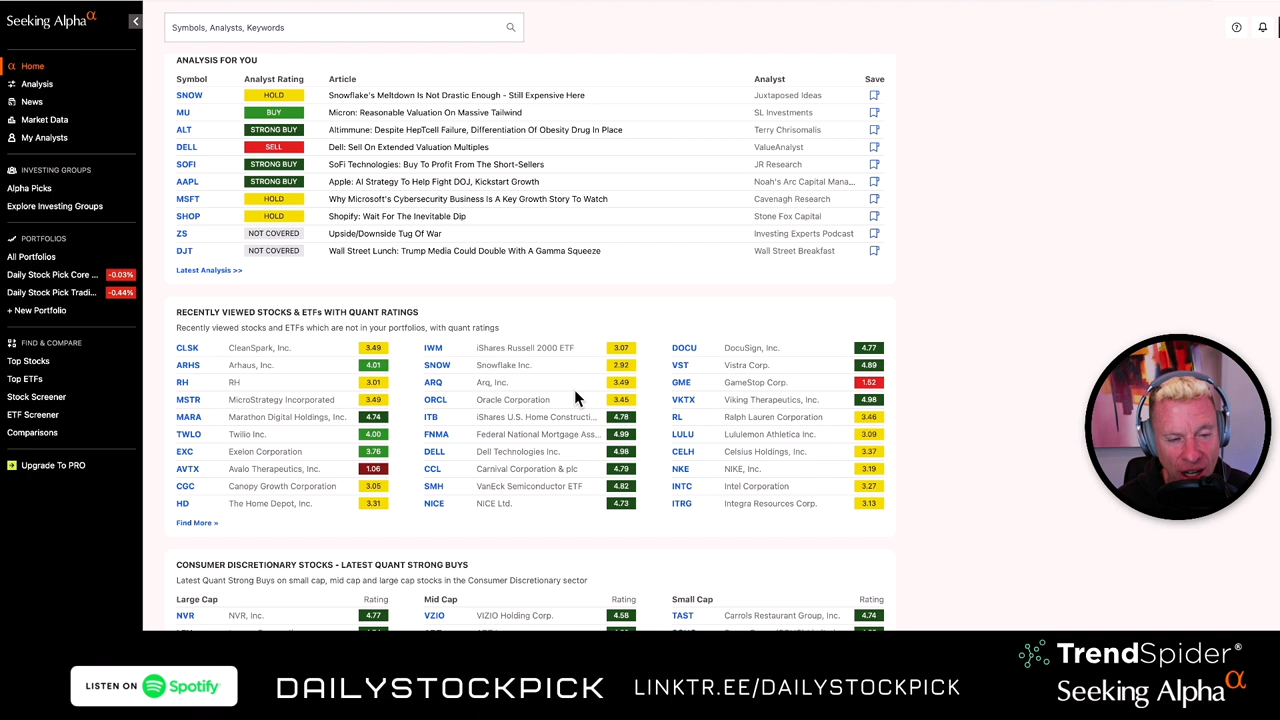 Seeking Alpha α
Symbols, Analysts, Keywords
Home
Analysis
News
Market Data
My Analysts
INVESTING GROUPS
Alpha Picks
Explore Investing Groups
PORTFOLIOS
All Portfolios
Daily Stock Pick Core ... -0.03%
Daily Stock Pick Tradi... -0.44%
+ New Portfolio
FIND & COMPARE
Top Stocks
Top ETFs
Stock Screener
ETF Screener
Comparisons
Upgrade To PRO
ANALYSIS FOR YOU
Symbol Analyst Rating Article Analyst Save
SNOW HOLD Snowflake's Meltdown Is Not Drastic Enough - Still Expensive Here Juxtaposed Ideas
MU BUY Micron: Reasonable Valuation On Massive Tailwind SL Investments
ALT STRONG BUY Altimmune: Despite HepTcell Failure, Differentiation Of Obesity Drug In Place Terry Chrisomalis
DELL SELL Dell: Sell On Extended Valuation Multiples ValueAnalyst
SOFI STRONG BUY SoFi Technologies: Buy To Profit From The Short-Sellers JR Research
AAPL STRONG BUY Apple: AI Strategy To Help Fight DOJ, Kickstart Growth Noah's Arc Capital Mana...
MSFT HOLD Why Microsoft's Cybersecurity Business Is A Key Growth Story To Watch Cavenagh Research
SHOP HOLD Shopify: Wait For The Inevitable Dip Stone Fox Capital
ZS NOT COVERED Upside/Downside Tug Of War Investing Experts Podcast
DJT NOT COVERED Wall Street Lunch: Trump Media Could Double With A Gamma Squeeze Wall Street Breakfast
Latest Analysis >>
RECENTLY VIEWED STOCKS & ETFs WITH QUANT RATINGS
Recently viewed stocks and ETFs which are not in your portfolios, with quant ratings
CLSK CleanSpark, Inc. 3.49 IWM iShares Russell 2000 ETF 3.07 DOCU DocuSign, Inc. 4.77
ARHS Arhaus, Inc. 4.01 SNOW Snowflake Inc. 2.92 VST Vistra Corp. 4.89
RH RH 3.01 ARQ Arq, Inc. 3.49 GME GameStop Corp. 1.52
MSTR MicroStrategy Incorporated 3.49 ORCL Oracle Corporation 3.45 VKTX Viking Therapeutics, Inc. 4.98
MARA Marathon Digital Holdings, Inc. 4.74 ITB iShares U.S. Home Constructi... 4.78 RL Ralph Lauren Corporation 3.46
TWLO Twilio Inc. 4.00 FNMA Federal National Mortgage Ass... 4.99 LULU Lululemon Athletica Inc. 3.09
EXC Exelon Corporation 3.76 DELL Dell Technologies Inc. 4.98 CELH Celsius Holdings, Inc. 3.37
AVTX Avalo Therapeutics, Inc. 1.06 CCL Carnival Corporation & plc 4.79 NKE NIKE, Inc. 3.19
CGC Canopy Growth Corporation 3.05 SMH VanEck Semiconductor ETF 4.82 INTC Intel Corporation 3.27
HD The Home Depot, Inc. 3.31 NICE NICE Ltd. 4.73 ITRG Integra Resources Corp. 3.13
Find More »
CONSUMER DISCRETIONARY STOCKS - LATEST QUANT STRONG BUYS
Latest Quant Strong Buys on small cap, mid cap and large cap stocks in the Consumer Discretionary sector
Large Cap Rating Mid Cap Rating Small Cap Rating
NVR NVR, Inc. 4.77 VZIO VIZIO Holding Corp. 4.58 TAST Carrols Restaurant Group, Inc. 4.74
LISTEN ON Spotify
DAILYSTOCKPICK
LINKTR.EE/DAILYSTOCKPICK
TrendSpider®
Seeking Alpha α